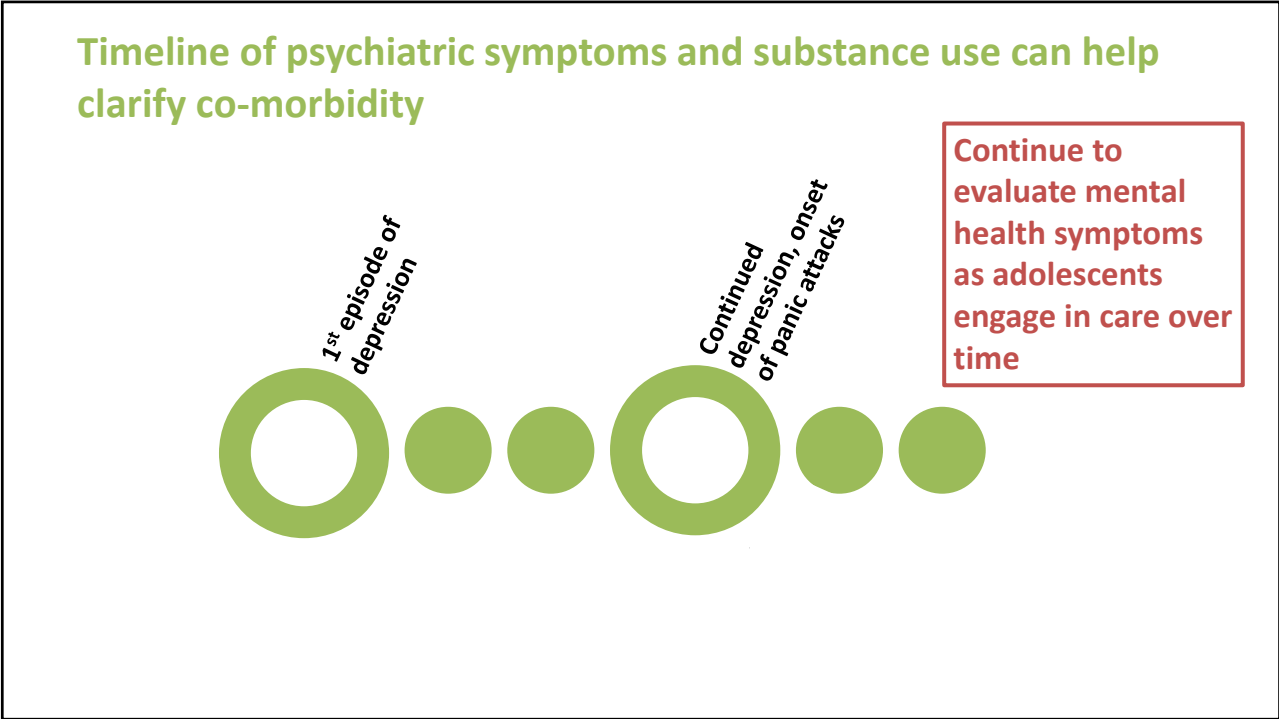 Timeline of psychiatric symptoms and substance use can help
clarify co-morbidity
Continue to
evaluate mental
health symptoms
as adolescents
engage in care over
time
1st episode of
depression
Continued
depression, onset
of panic attacks